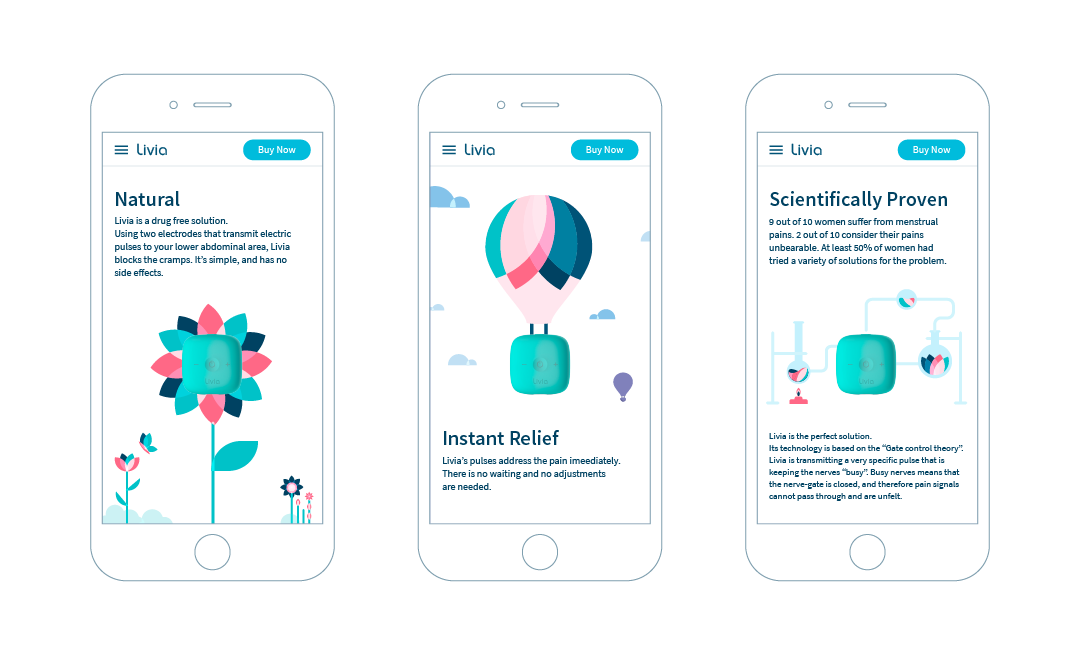 Livia
Buy Now
Natural
Livia is a drug free solution.
Using two electrodes that transmit electric
pulses to your lower abdominal area, Livia
blocks the cramps. It's simple, and has no
side effects.
Livia
Livia
Buy Now
Livia
Instant Relief
Livia's pulses address the pain imeediately.
There is no waiting and no adjustments
are needed.
Livia
Buy Now
Scientifically Proven
9 out of 10 women suffer from menstrual
pains. 2 out of 10 consider their pains
unbearable. At least 50% of women had
tried a variety of solutions for the problem.
Livia
Livia is the perfect solution.
Its technology is based on the “Gate control theory”.
Livia is transmitting a very specific pulse that is
keeping the nerves “busy”. Busy nerves means that
the nerve-gate is closed, and therefore pain signals
cannot pass through and are unfelt.